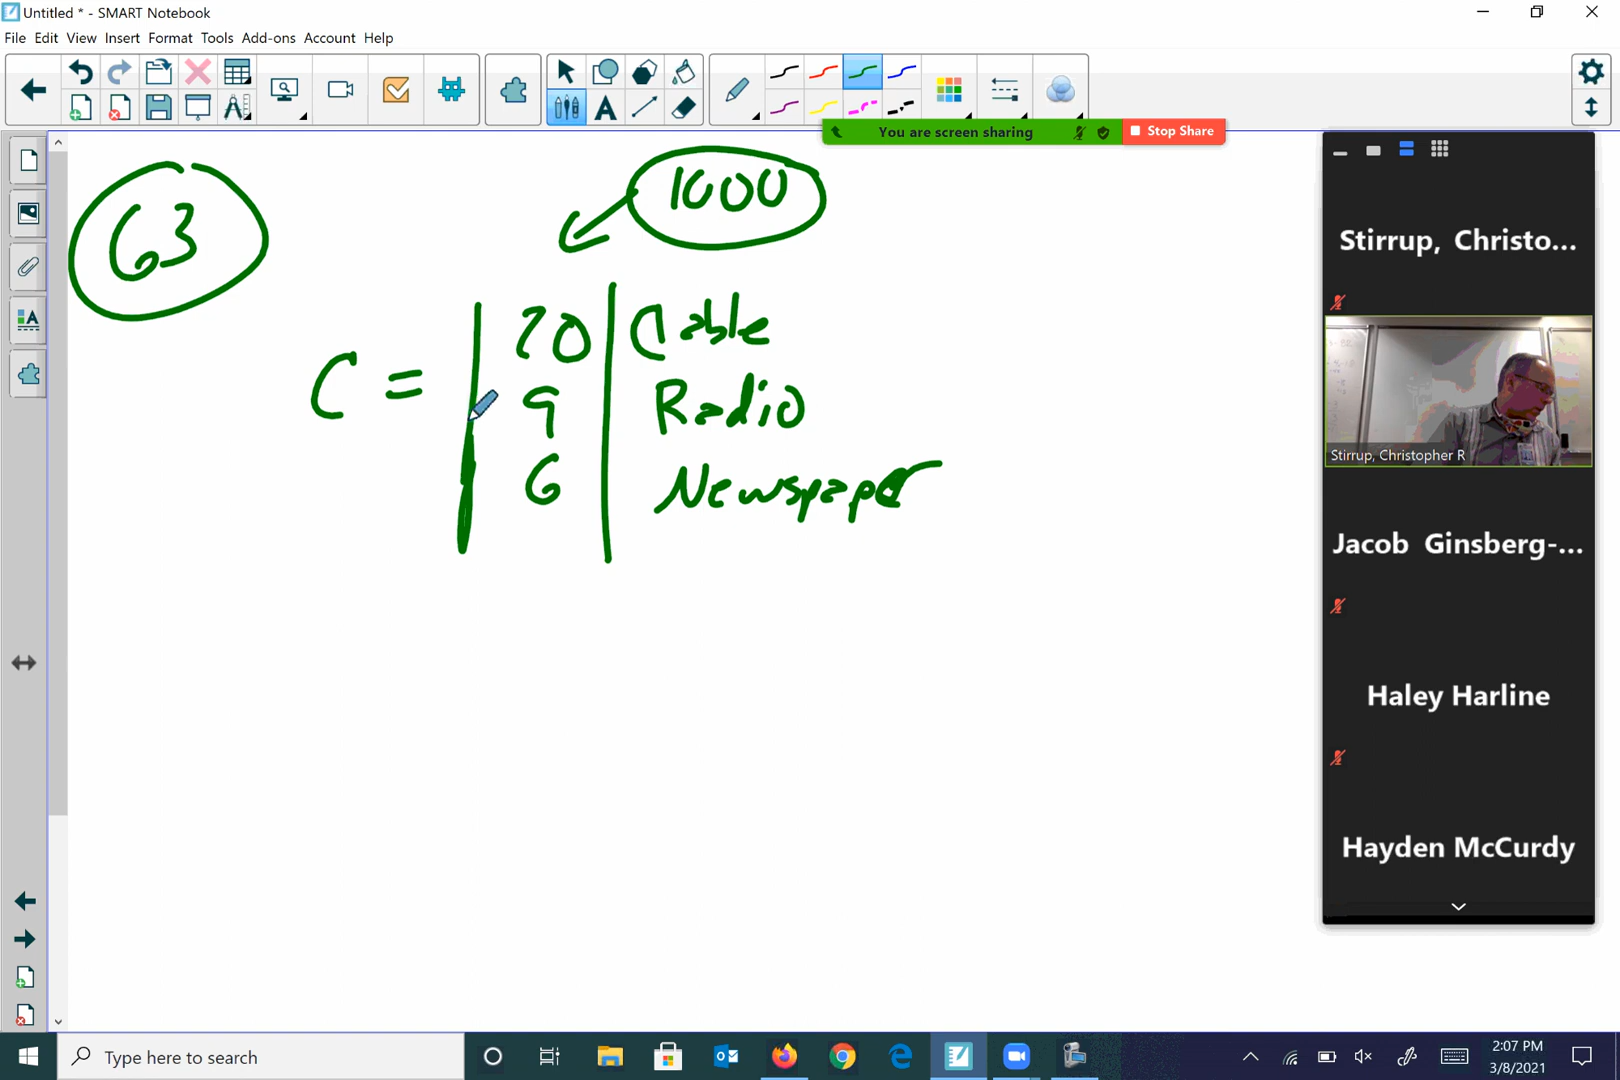 Untitled * - SMART Notebook
File Edit View Insert Format Tools Add-ons Account Help
You are screen sharing
Stop Share
63
1000
C = 20 Cable
9 Radio
6 Newspaper
Stirrup, Christo...
Stirrup, Christopher R
Jacob Ginsberg-...
Haley Harline
Hayden McCurdy
Type here to search
2:07 PM
3/8/2021